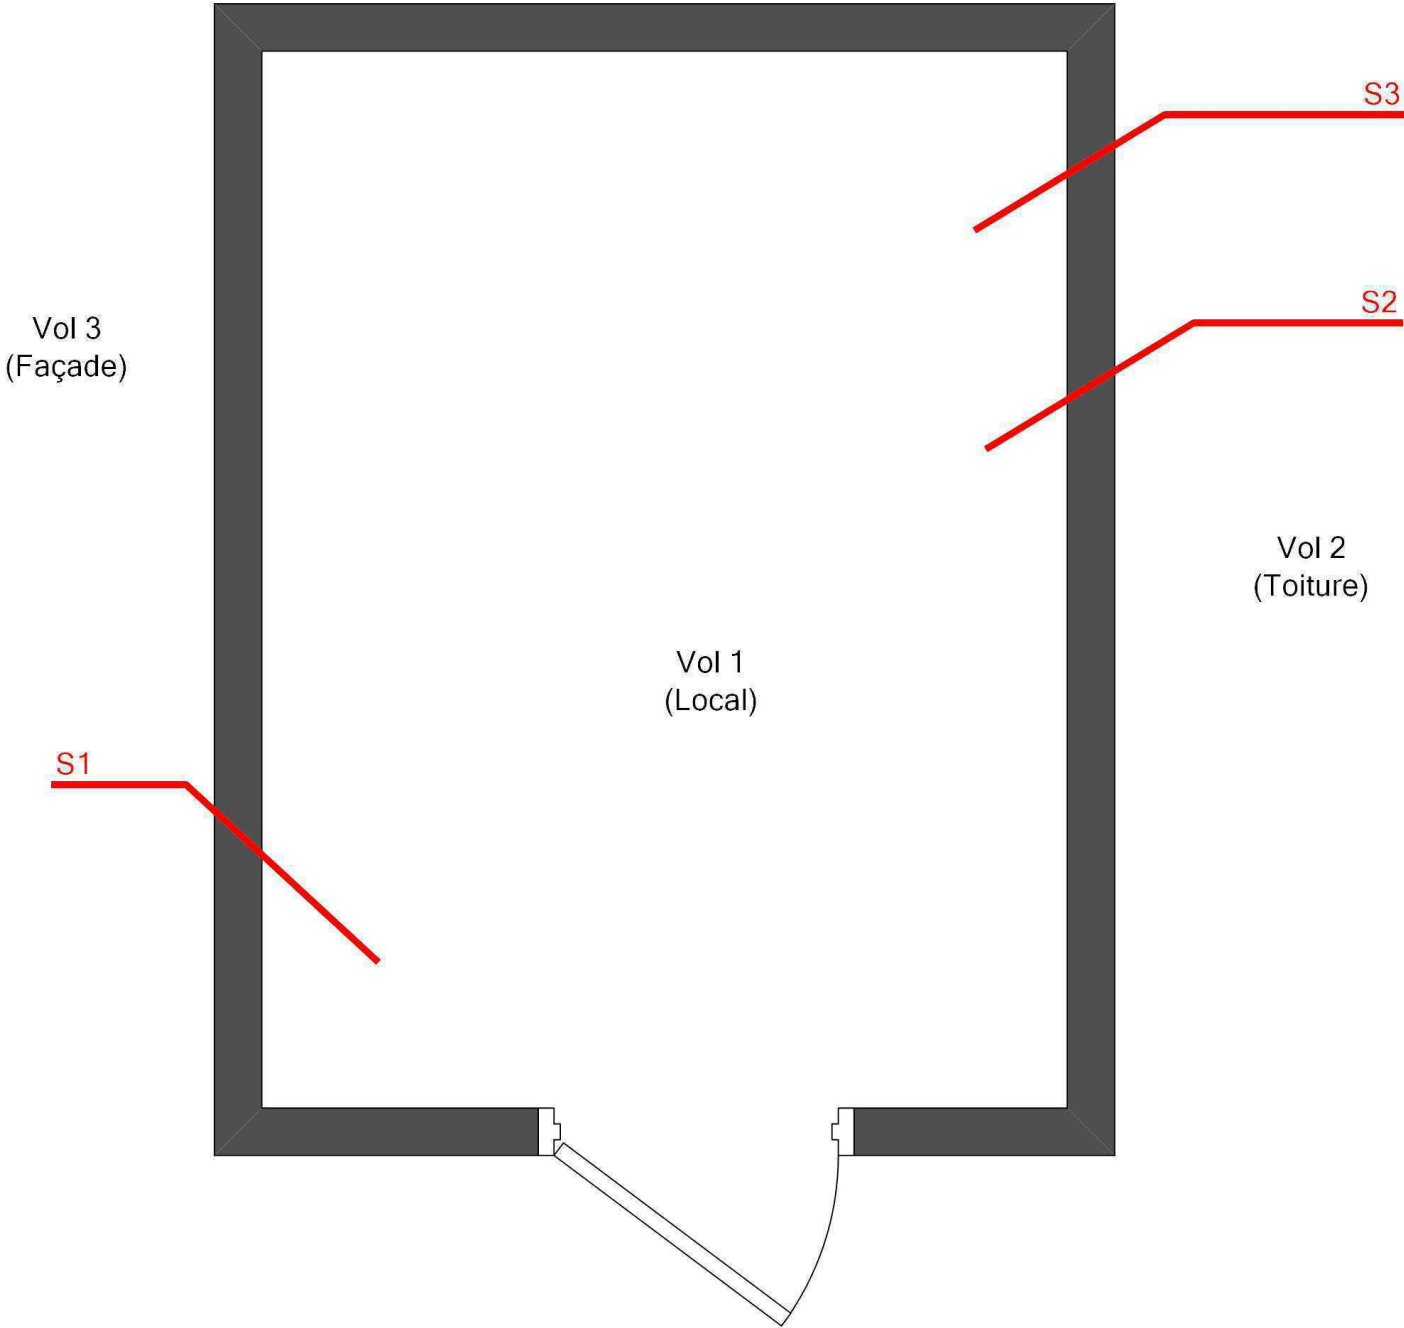 S3
S2
Vol 3
(Façade)
Vol 2
(Toiture)
Vol 1
(Local)
S1